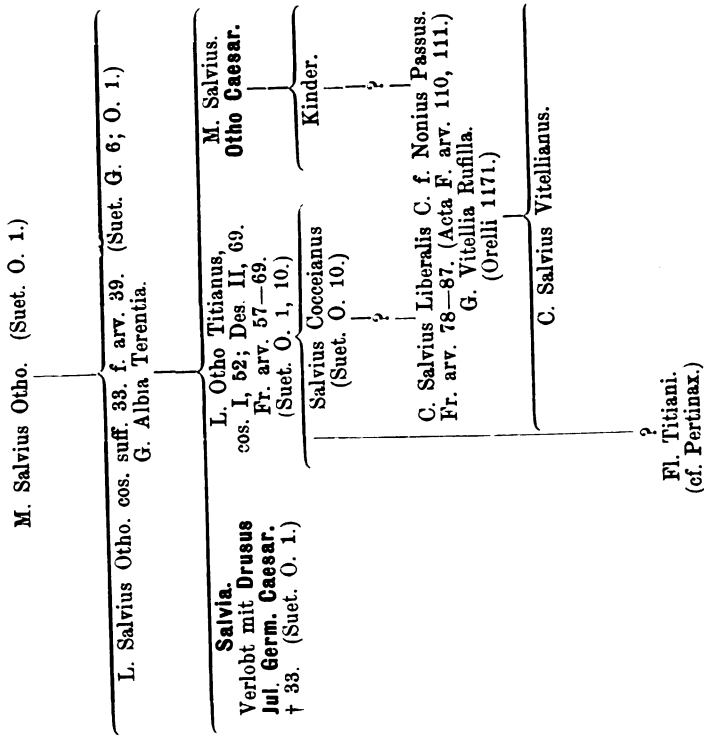 M. Salvius Otho. (Suet. O. 1.)
L. Salvius Otho. cos. suff. 33. f. arv. 39. (Suet. G. 6; O. 1.)
G. Albia Terentia.
Salvia.
Verlobt mit Drusus
Jul. Germ. Caesar.
† 33. (Suet. O. 1.)
L. Otho Titianus,
cos. I, 52; Des. II, 69.
Fr. arv. 57—69.
(Suet. O. 1, 10.)
M. Salvius.
Otho Caesar.
Salvius Cocceianus
(Suet. O. 10.)
Kinder.
?
?
C. Salvius Liberalis C. f. Nonius Passus.
Fr. arv. 78—87. (Acta F. arv. 110, 111.)
G. Vitellia Rufilla.
(Orelli 1171.)
C. Salvius Vitellianus.
?
Fl. Titiani.
(cf. Pertinax.)